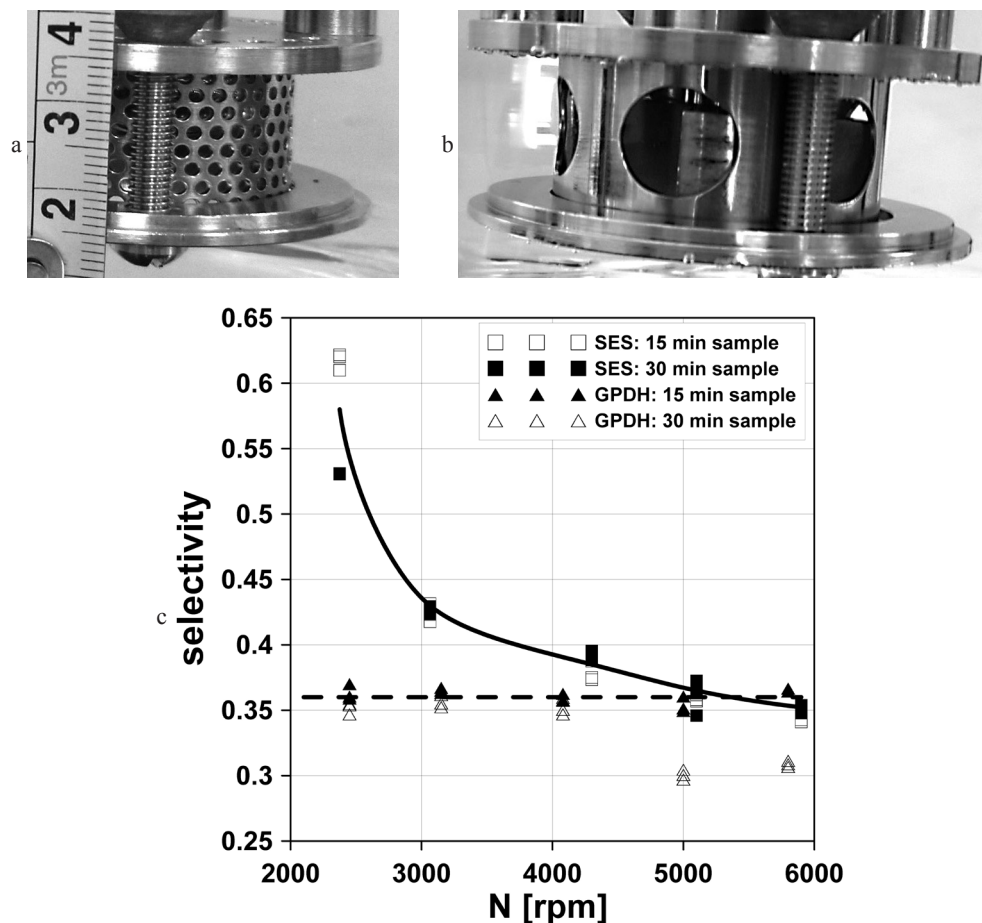 4
3m
3
2
a
b
0.65
0.6
0.55
0.5
0.45
0.4
0.35
0.3
0.25
selectivity
c
SES: 15 min sample
SES: 30 min sample
GPDH: 15 min sample
GPDH: 30 min sample
2000
3000
4000
5000
6000
N [rpm]